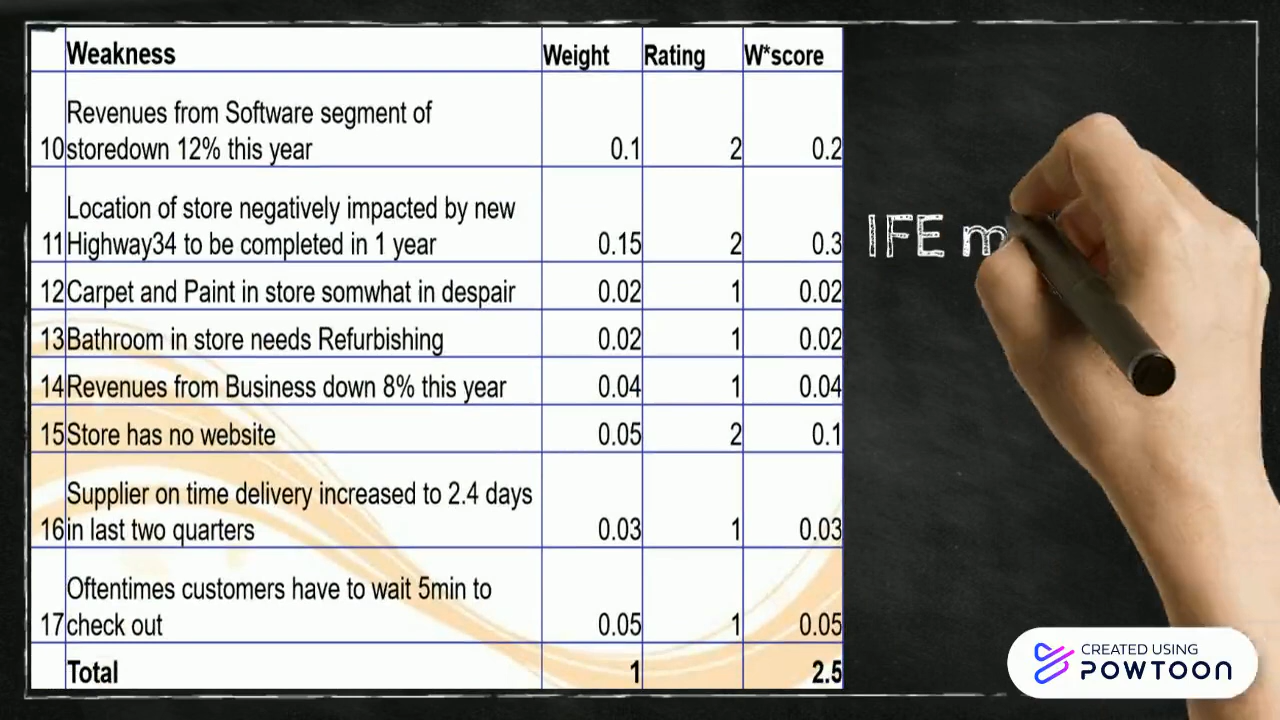 Weakness Weight Rating W*score
Revenues from Software segment of
10 storedown 12% this year 0.1 2 0.2
Location of store negatively impacted by new
11 Highway34 to be completed in 1 year 0.15 2 0.3
12 Carpet and Paint in store somwhat in despair 0.02 1 0.02
13 Bathroom in store needs Refurbishing 0.02 1 0.02
14 Revenues from Business down 8% this year 0.04 1 0.04
15 Store has no website 0.05 2 0.1
Supplier on time delivery increased to 2.4 days
16 in last two quarters 0.03 1 0.03
Oftentimes customers have to wait 5min to
17 check out 0.05 1 0.05
Total 1 2.5
IFE m
CREATED USING
POWTOON